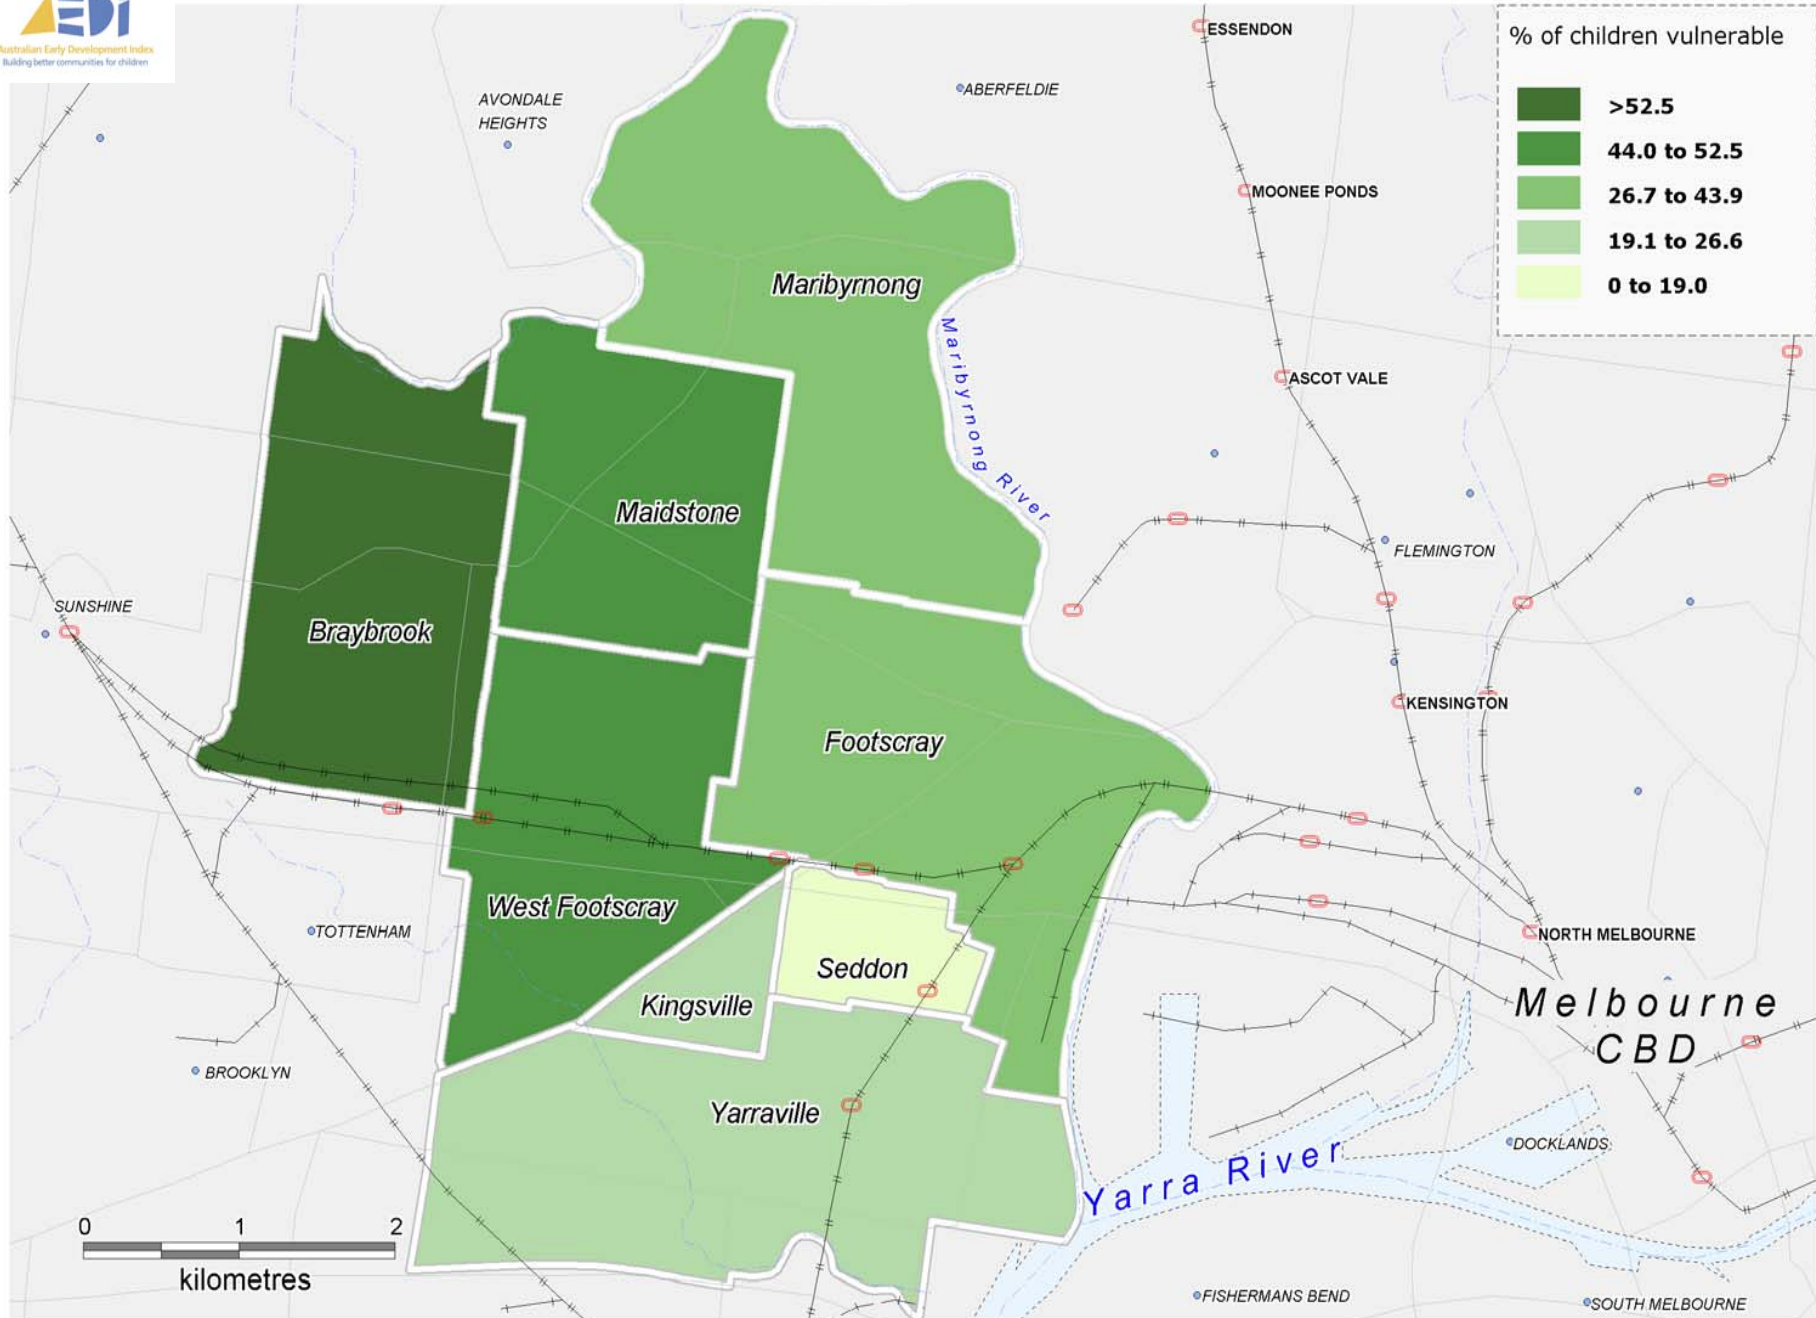 AEDI
Australian Early Development Index
Building better communities for children
% of children vulnerable
>52.5
44.0 to 52.5
26.7 to 43.9
19.1 to 26.6
0 to 19.0
ESSENDON
ABERFELDIE
AVONDALE
HEIGHTS
MOONEE PONDS
Maribyrnong
Maribyrnong River
ASCOT VALE
Maidstone
FLEMINGTON
SUNSHINE
Braybrook
KENSINGTON
Footscray
West Footscray
TOTTENHAM
NORTH MELBOURNE
Seddon
Kingsville
Melbourne
CBD
BROOKLYN
Yarraville
DOCKLANDS
Yarra River
0 1 2
kilometres
FISHERMANS BEND
SOUTH MELBOURNE